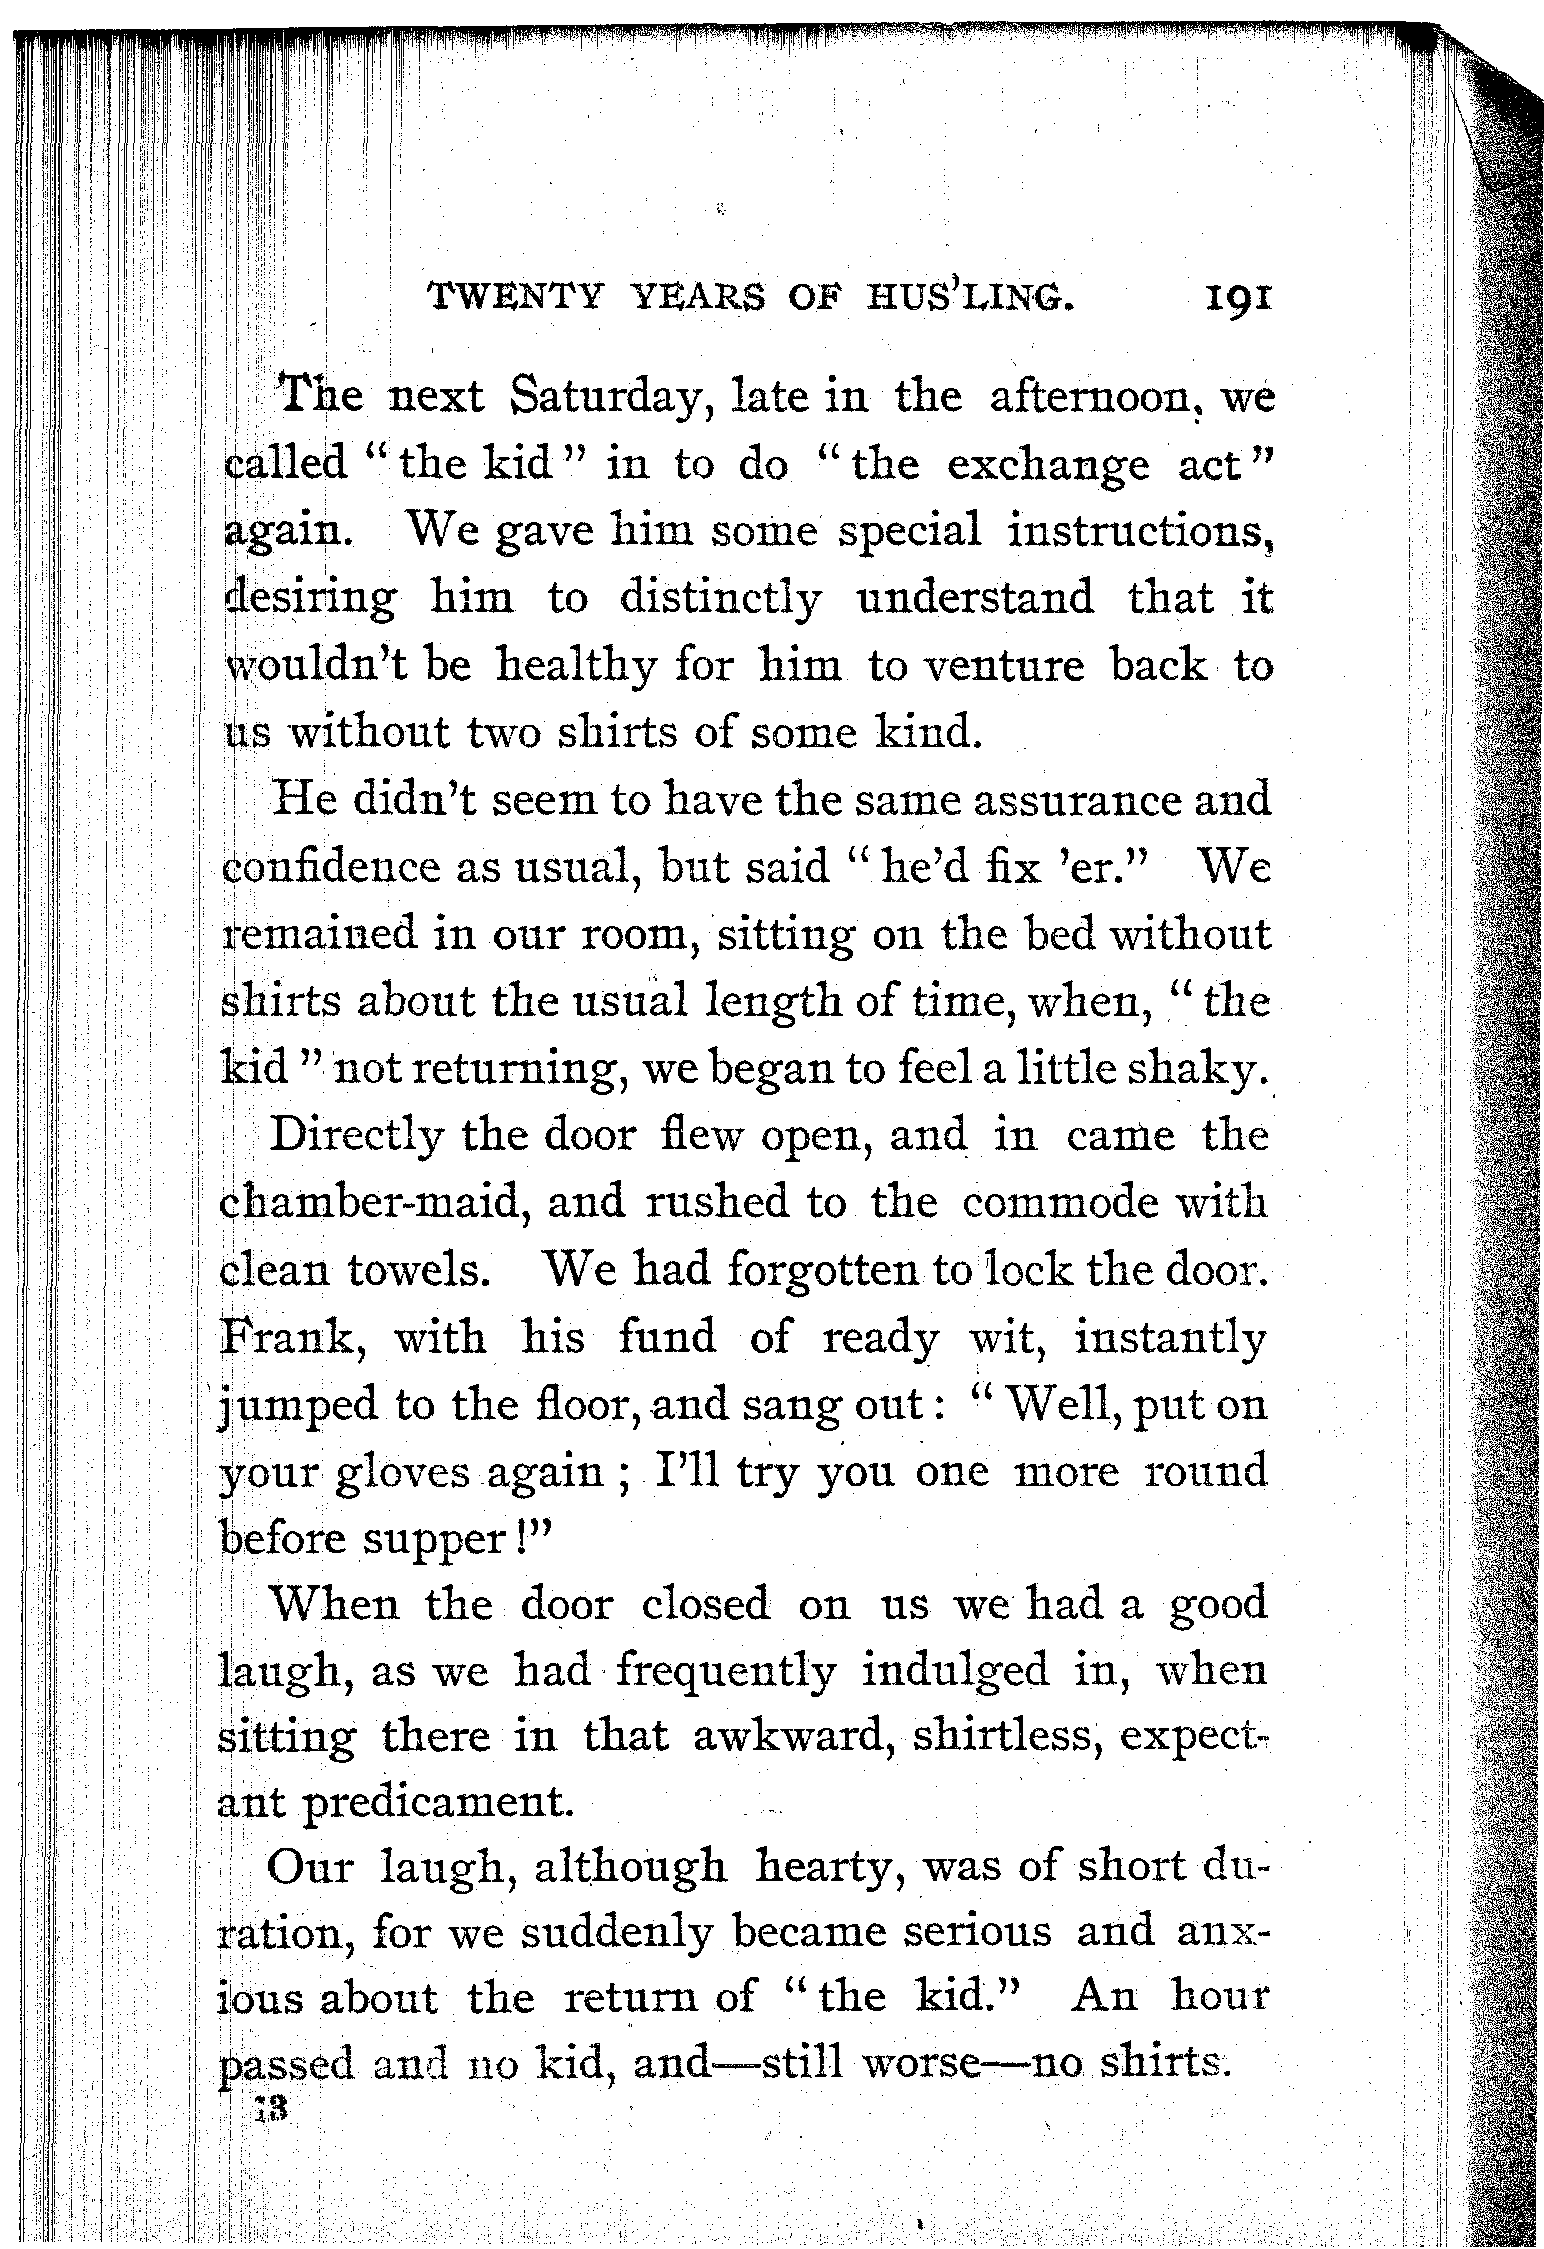 TWENTY YEARS OF HUS'LING. 191
The next Saturday, late in the afternoon, we
called “the kid” in to do “the exchange act”
again. We gave him some special instructions,
desiring him to distinctly understand that it
wouldn't be healthy for him to venture back to
us without two shirts of some kind.
He didn't seem to have the same assurance and
confidence as usual, but said “he'd fix 'er.” We
remained in our room, sitting on the bed without
shirts about the usual length of time, when, “the
kid” not returning, we began to feel a little shaky.
Directly the door flew open, and in came the
chamber-maid, and rushed to the commode with
clean towels. We had forgotten to lock the door.
Frank, with his fund of ready wit, instantly
jumped to the floor, and sang out: “Well, put on
your gloves again; I'll try you one more round
before supper!”
When the door closed on us we had a good
laugh, as we had frequently indulged in, when
sitting there in that awkward, shirtless, expect-
ant predicament.
Our laugh, although hearty, was of short du-
ration, for we suddenly became serious and anx-
ious about the return of “the kid.” An hour
passed and no kid, and—still worse—no shirts.
13